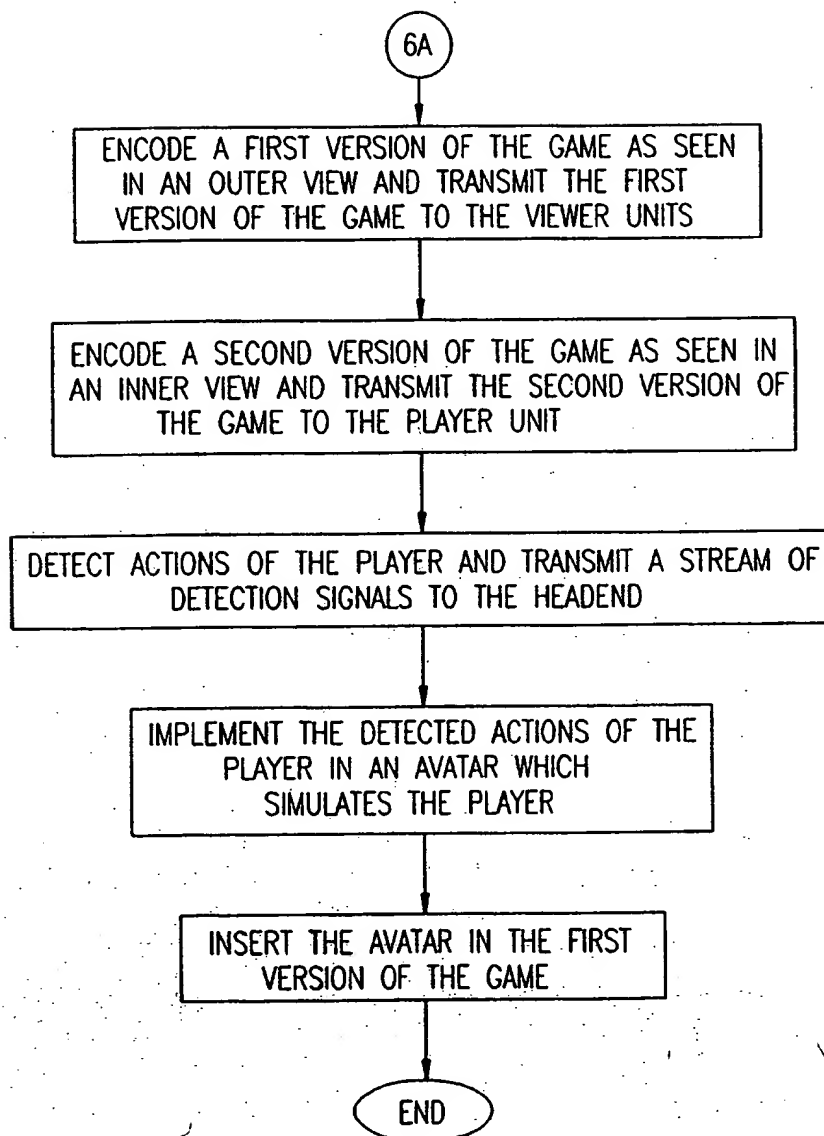 6A
ENCODE A FIRST VERSION OF THE GAME AS SEEN
IN AN OUTER VIEW AND TRANSMIT THE FIRST
VERSION OF THE GAME TO THE VIEWER UNITS
ENCODE A SECOND VERSION OF THE GAME AS SEEN IN
AN INNER VIEW AND TRANSMIT THE SECOND VERSION OF
THE GAME TO THE PLAYER UNIT
DETECT ACTIONS OF THE PLAYER AND TRANSMIT A STREAM OF
DETECTION SIGNALS TO THE HEADEND
IMPLEMENT THE DETECTED ACTIONS OF THE
PLAYER IN AN AVATAR WHICH
SIMULATES THE PLAYER
INSERT THE AVATAR IN THE FIRST
VERSION OF THE GAME
END